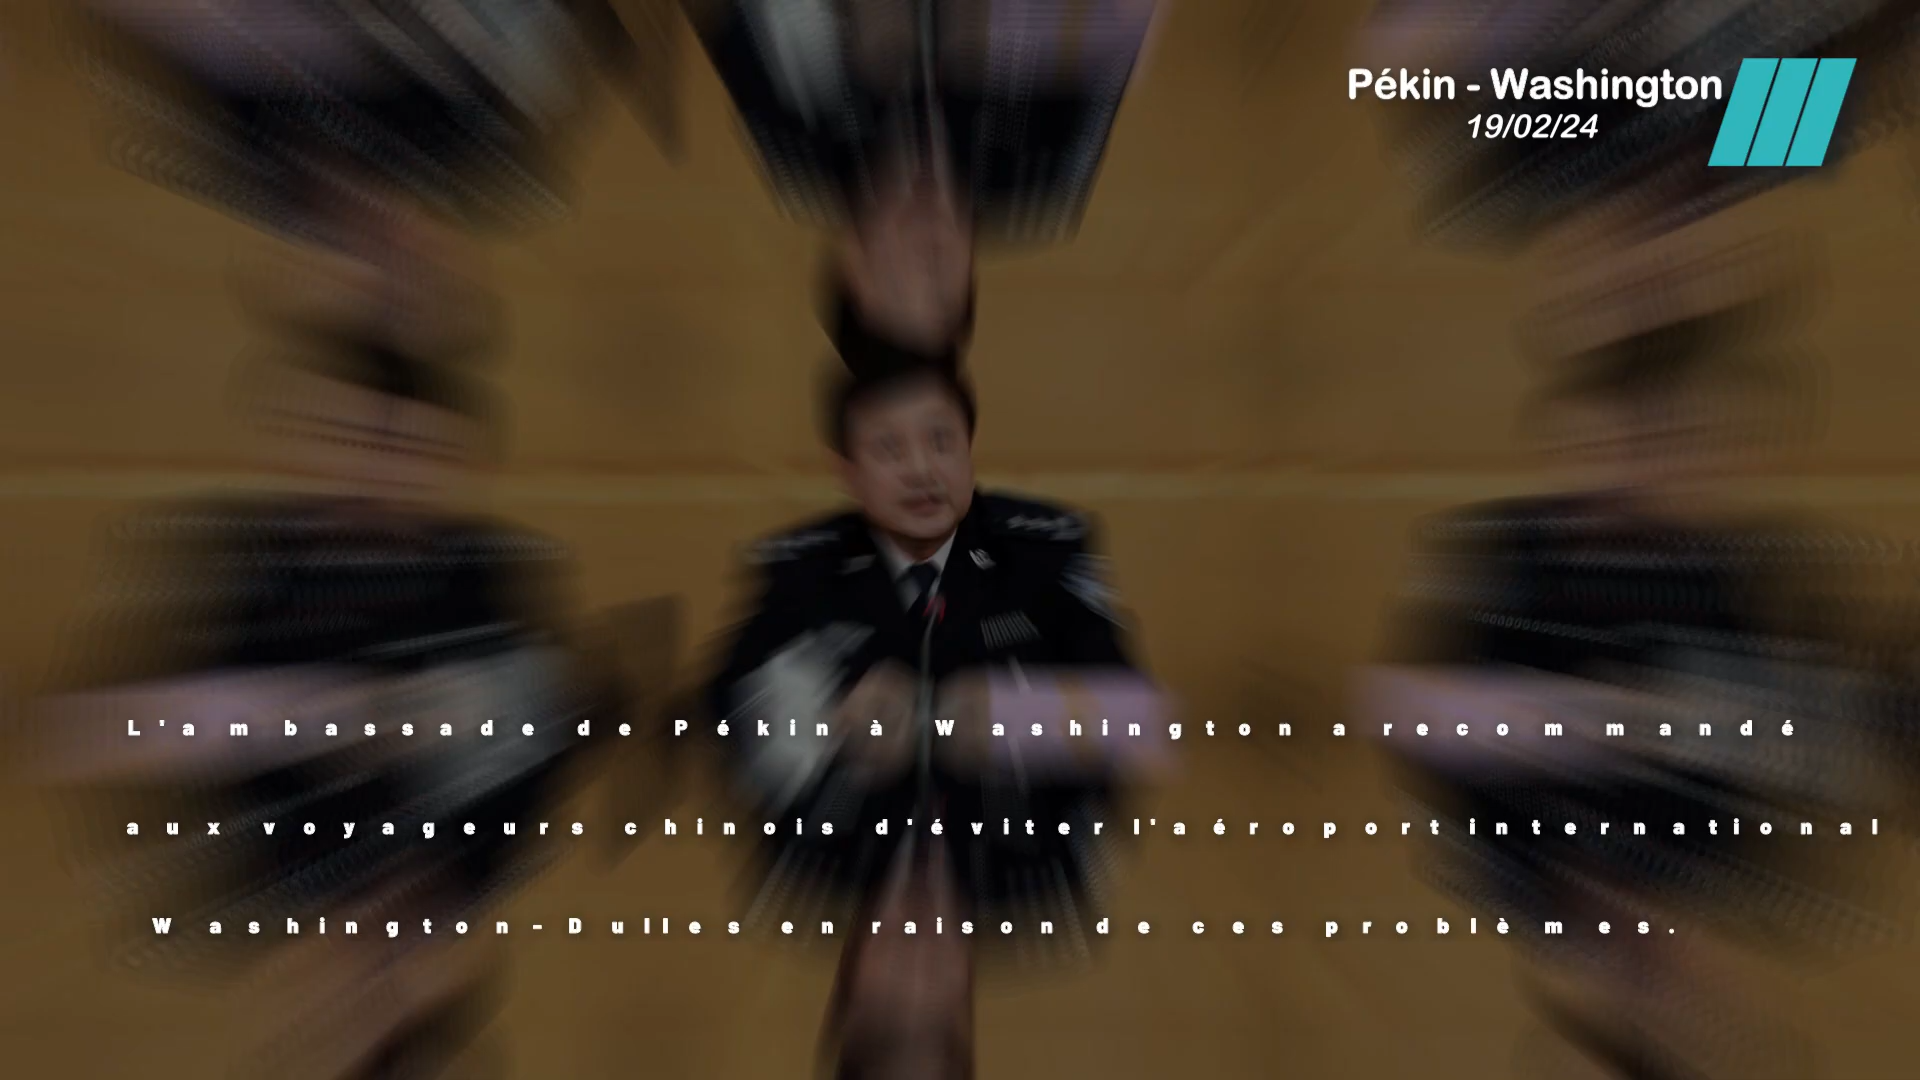 Pékin - Washington
19/02/24
L'ambassade de Pékin à Washington a recommandé
aux voyageurs chinois d'éviter l'aéroport international
Washington-Dulles en raison de ces problèmes.